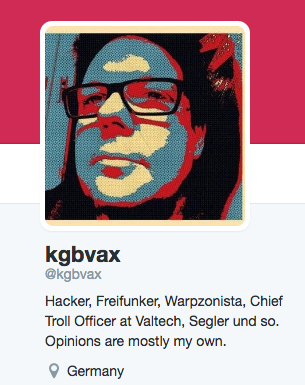 kgbvax
@kgbvax
Hacker, Freifunker, Warpzonista, Chief
Troll Officer at Valtech, Segler und so.
Opinions are mostly my own.
Germany